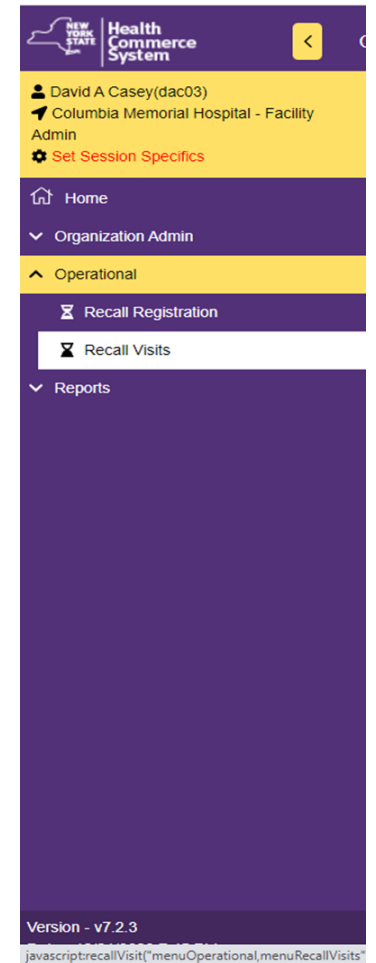 NEW YORK STATE
Health
Commerce
System
David A Casey(dac03)
Columbia Memorial Hospital - Facility
Admin
Set Session Specifics
Home
Organization Admin
Operational
Recall Registration
Recall Visits
Reports
Version - v7.2.3
javascript:recallVisit("menuOperational,menuRecallVisits"